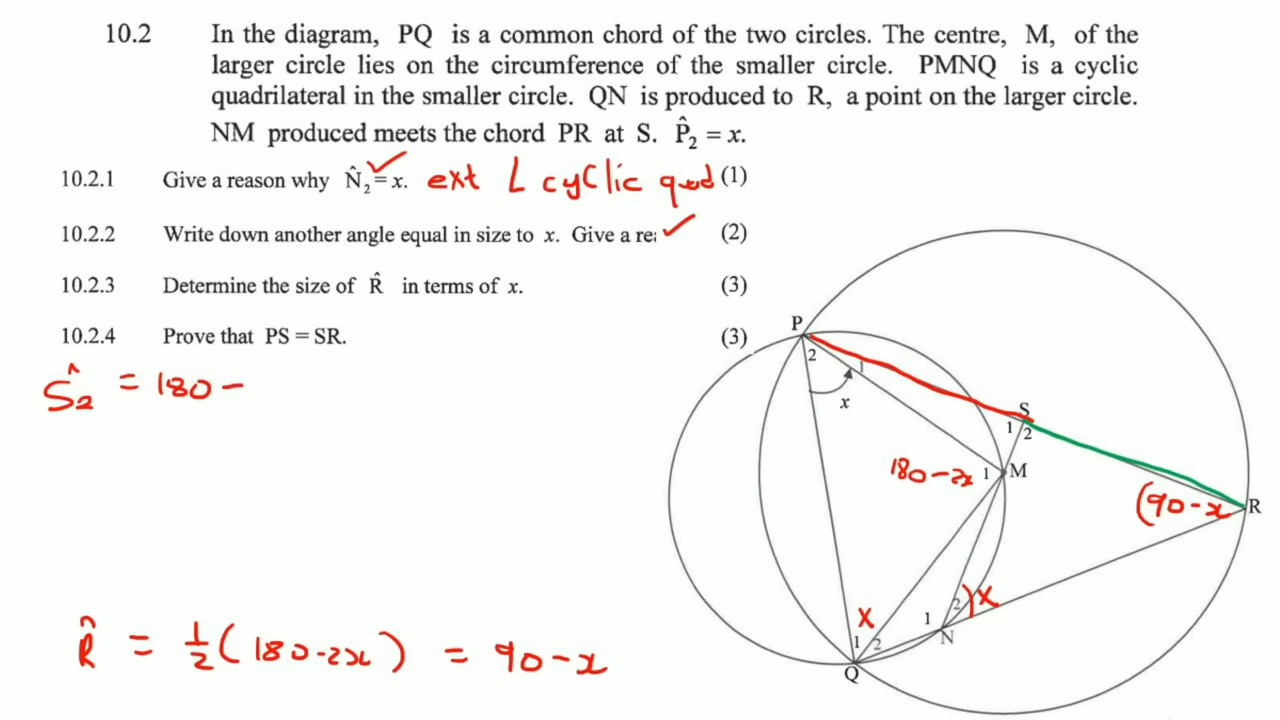 10.2 In the diagram, PQ is a common chord of the two circles. The centre, M, of the
larger circle lies on the circumference of the smaller circle. PMNQ is a cyclic
quadrilateral in the smaller circle. QN is produced to R, a point on the larger circle.
NM produced meets the chord PR at S. P̂₂ = x.
10.2.1 Give a reason why N̂₂ = x. ext L cyclic quad (1)
10.2.2 Write down another angle equal in size to x. Give a re (2)
10.2.3 Determine the size of R̂ in terms of x. (3)
10.2.4 Prove that PS = SR. (3)
Ŝ₂ = 180 -
P
2
1
x
S
1 2
180-2x 1 M
(90-x R
x
1 2 ) x
N
1 2
Q
R̂ = ½ (180-2x) = 90-x